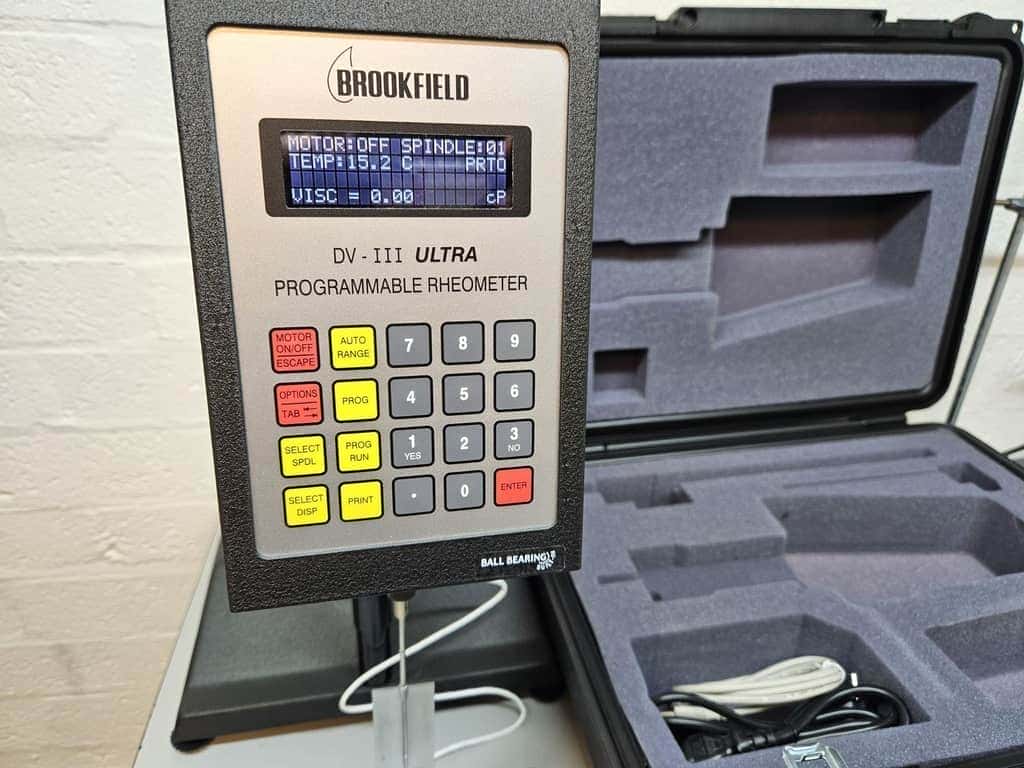 BROOKFIELD
MOTOR:OFF SPINDLE:01
TEMP:15.2 C PRTO
VISC = 0.00 cP
DV - III ULTRA
PROGRAMMABLE RHEOMETER
MOTOR ON/OFF ESCAPE
AUTO RANGE
7
8
9
OPTIONS TAB
PROG
4
5
6
SELECT SPDL
PROG RUN
1 YES
2
3 NO
SELECT DISP
PRINT
.
0
ENTER
BALL BEARING